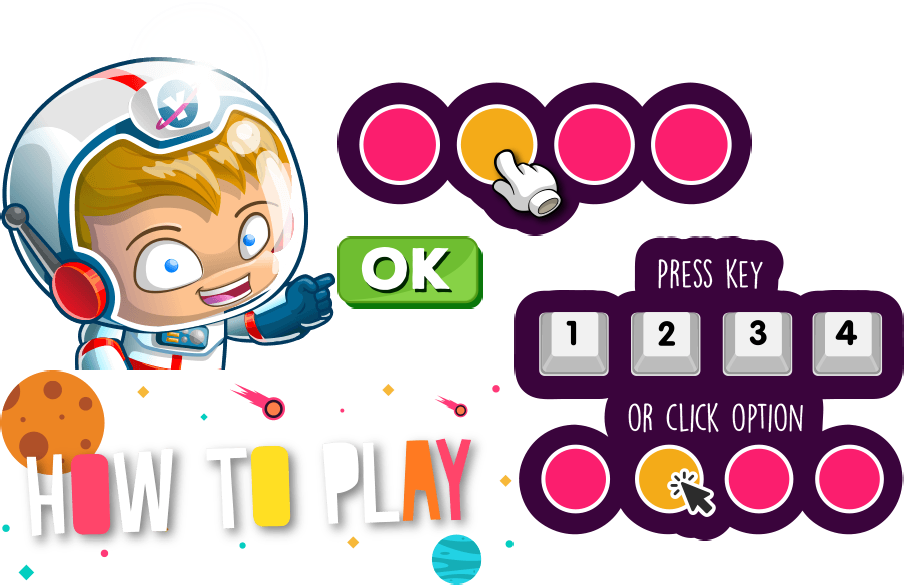 OK
PRESS KEY
1 2 3 4
OR CLICK OPTION
HOW TO PLAY